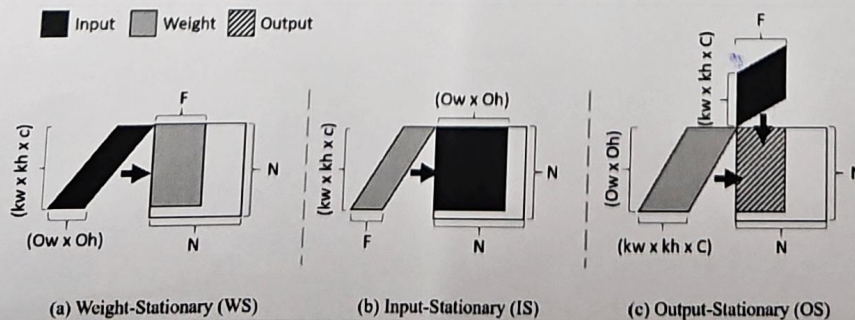 Input Weight Output
F
(kw x kh x c)
N
(Ow x Oh)
N
(a) Weight-Stationary (WS)
(Ow x Oh)
(kw x kh x c)
N
F
N
(b) Input-Stationary (IS)
F
(kw x kh x C)
(Ow x Oh)
N
(kw x kh x C)
N
(c) Output-Stationary (OS)